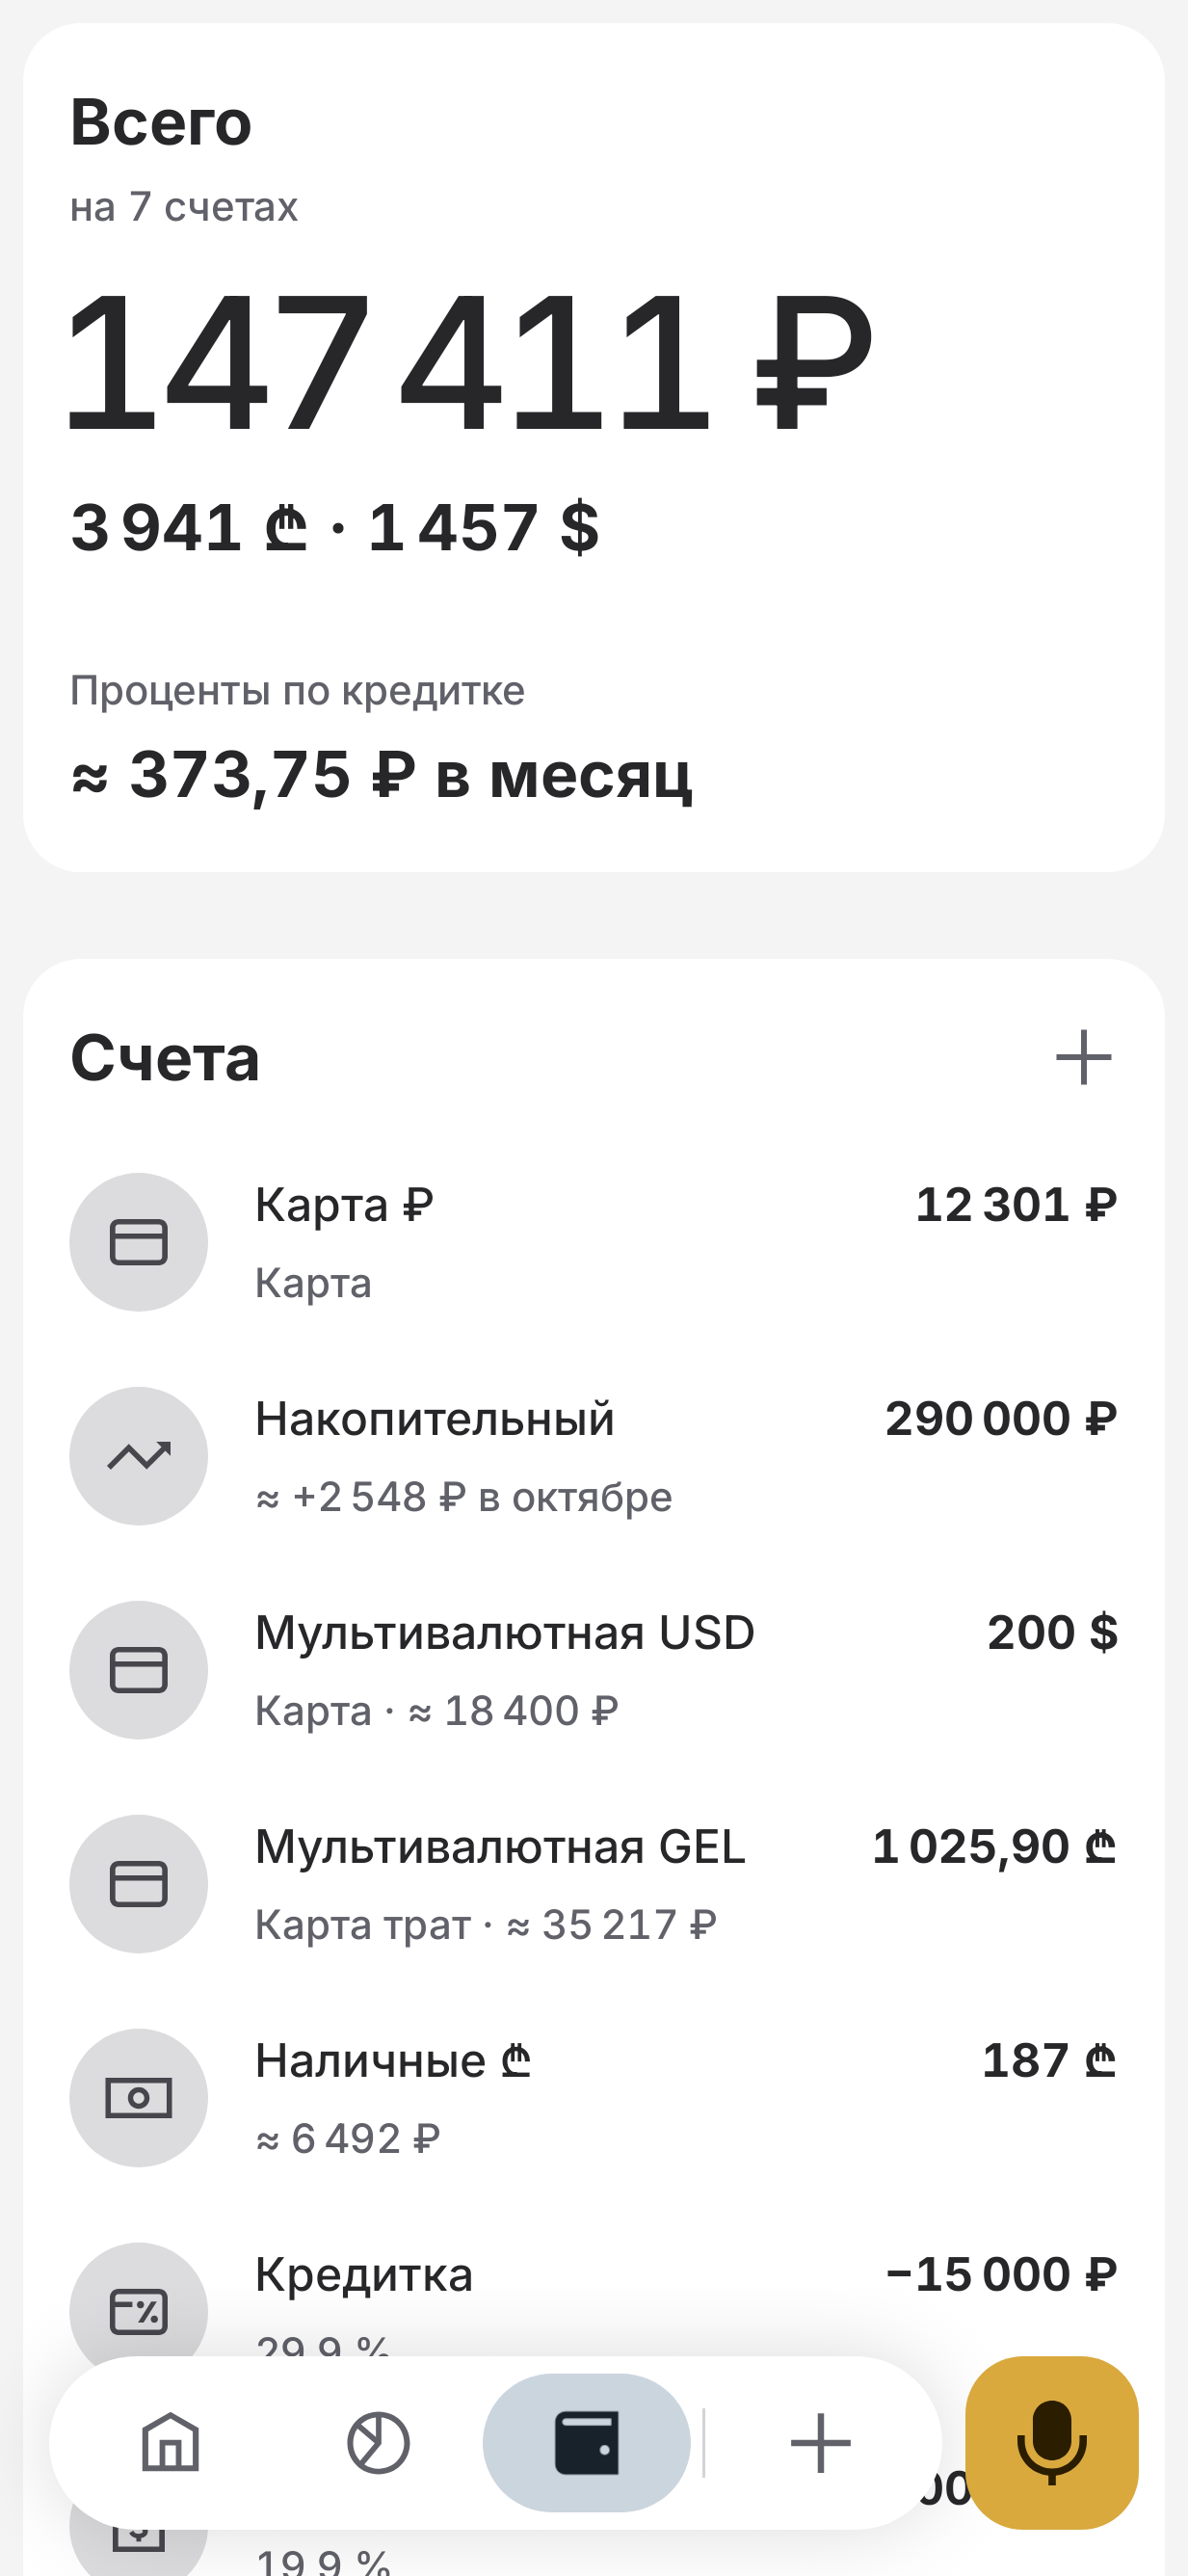 Всего
на 7 счетах
147 411 ₽
3 941 ₾ · 1 457 $
Проценты по кредитке
≈ 373,75 ₽ в месяц
Счета
Карта ₽
12 301 ₽
Карта
Накопительный
290 000 ₽
≈ +2 548 ₽ в октябре
Мультивалютная USD
200 $
Карта · ≈ 18 400 ₽
Мультивалютная GEL
1 025,90 ₾
Карта трат · ≈ 35 217 ₽
Наличные ₾
187 ₾
≈ 6 492 ₽
Кредитка
−15 000 ₽
29,9 %
19,9 %